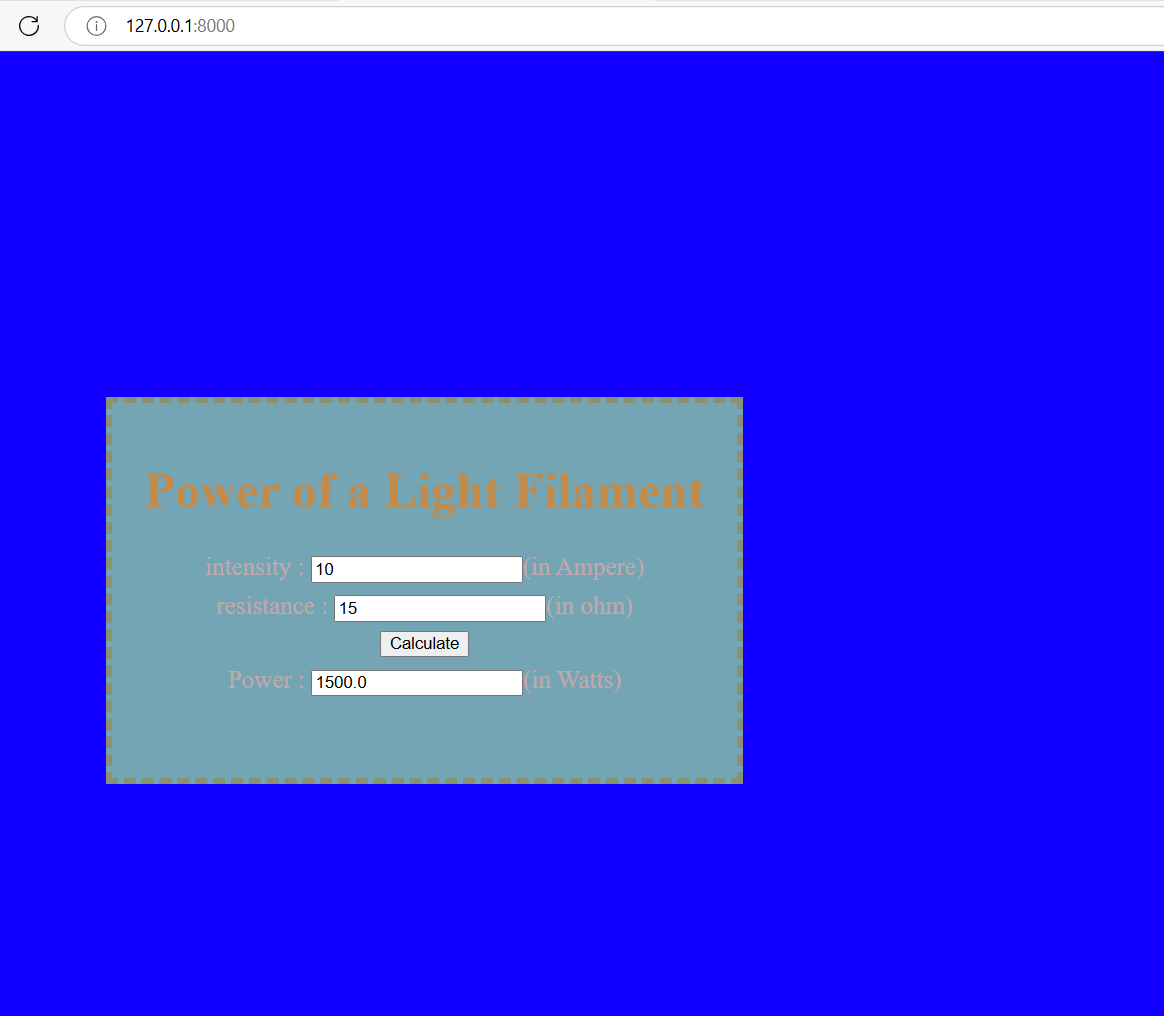 127.0.0.1:8000
Power of a Light Filament
intensity : 10 (in Ampere)
resistance : 15 (in ohm)
Calculate
Power : 1500.0 (in Watts)